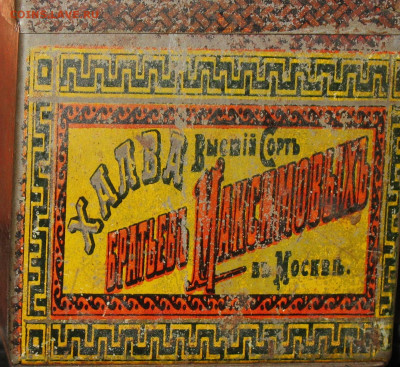 ХАЛВА
Высшій Сортъ
БРАТЬЕВЪ
МАКСИМОВЫХЪ
въ Москвѣ.